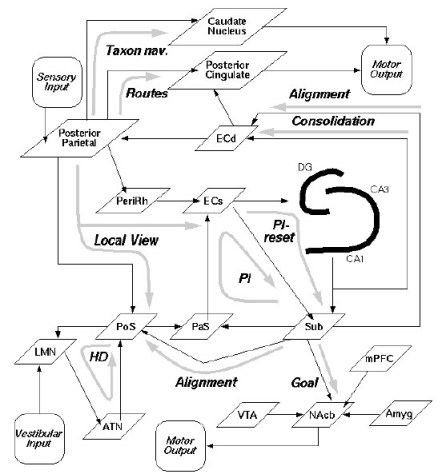 Caudate
Nucleus
Taxon nav.
Sensory
Input
Posterior
Cingulate
Motor
Output
Routes
Alignment
Posterior
Parietal
ECd
Consolidation
DG
CA3
PeriRh
ECs
PI-
reset
Local View
CA1
PI
PoS
PaS
Sub
LMN
HD
mPFC
Alignment
Goal
ATN
VTA
NAcb
Amyg
Vestibular
Input
Motor
Output